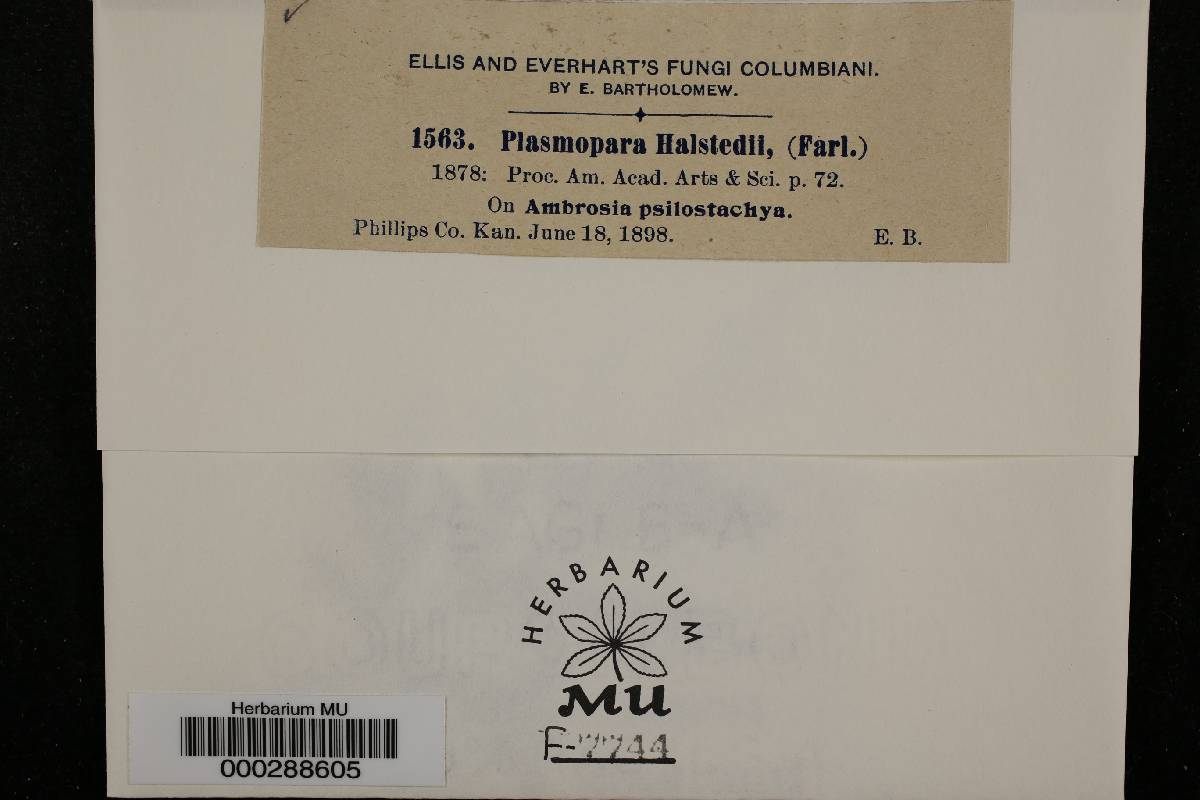 ELLIS AND EVERHART'S FUNGI COLUMBIANI.
BY E. BARTHOLOMEW.
1563. Plasmopara Halstedii, (Farl.)
1878: Proc. Am. Acad. Arts & Sci. p. 72.
On Ambrosia psilostachya.
Phillips Co. Kan. June 18, 1898. E. B.
HERBARIUM
MU
F-7744
Herbarium MU
000288605